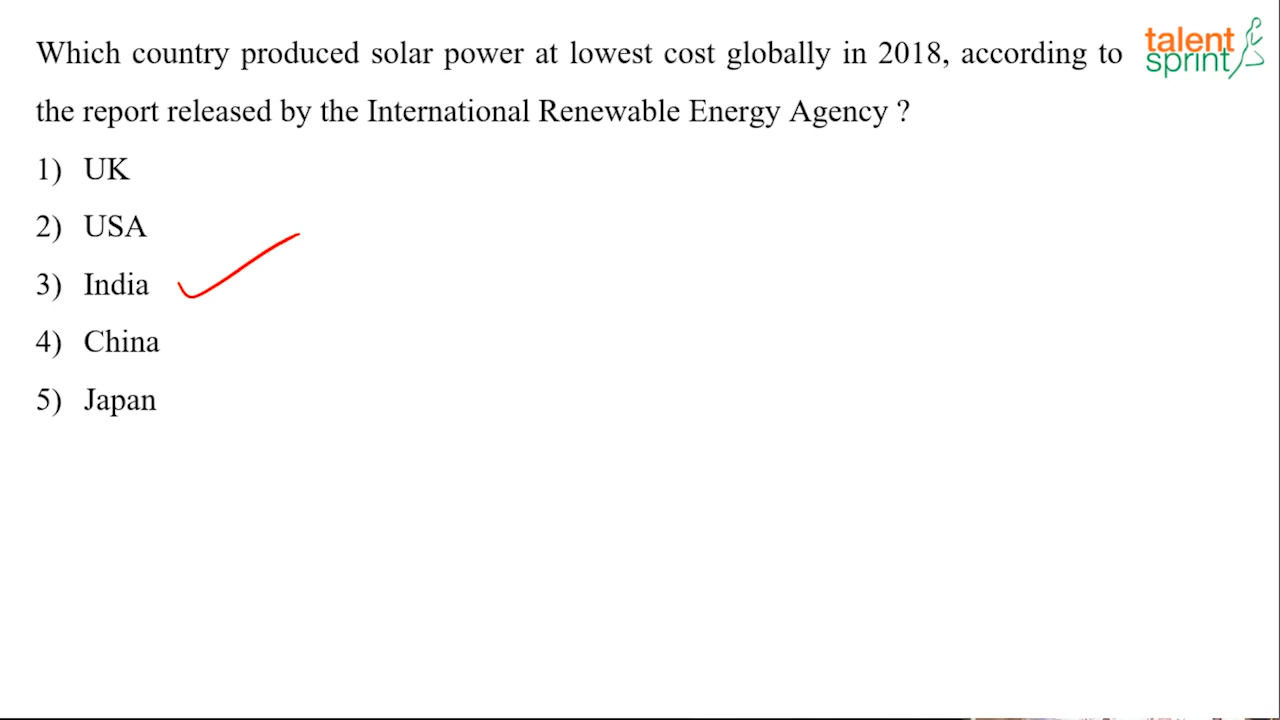 Which country produced solar power at lowest cost globally in 2018, according to
the report released by the International Renewable Energy Agency ?
1) UK
2) USA
3) India
4) China
5) Japan
talent
sprint